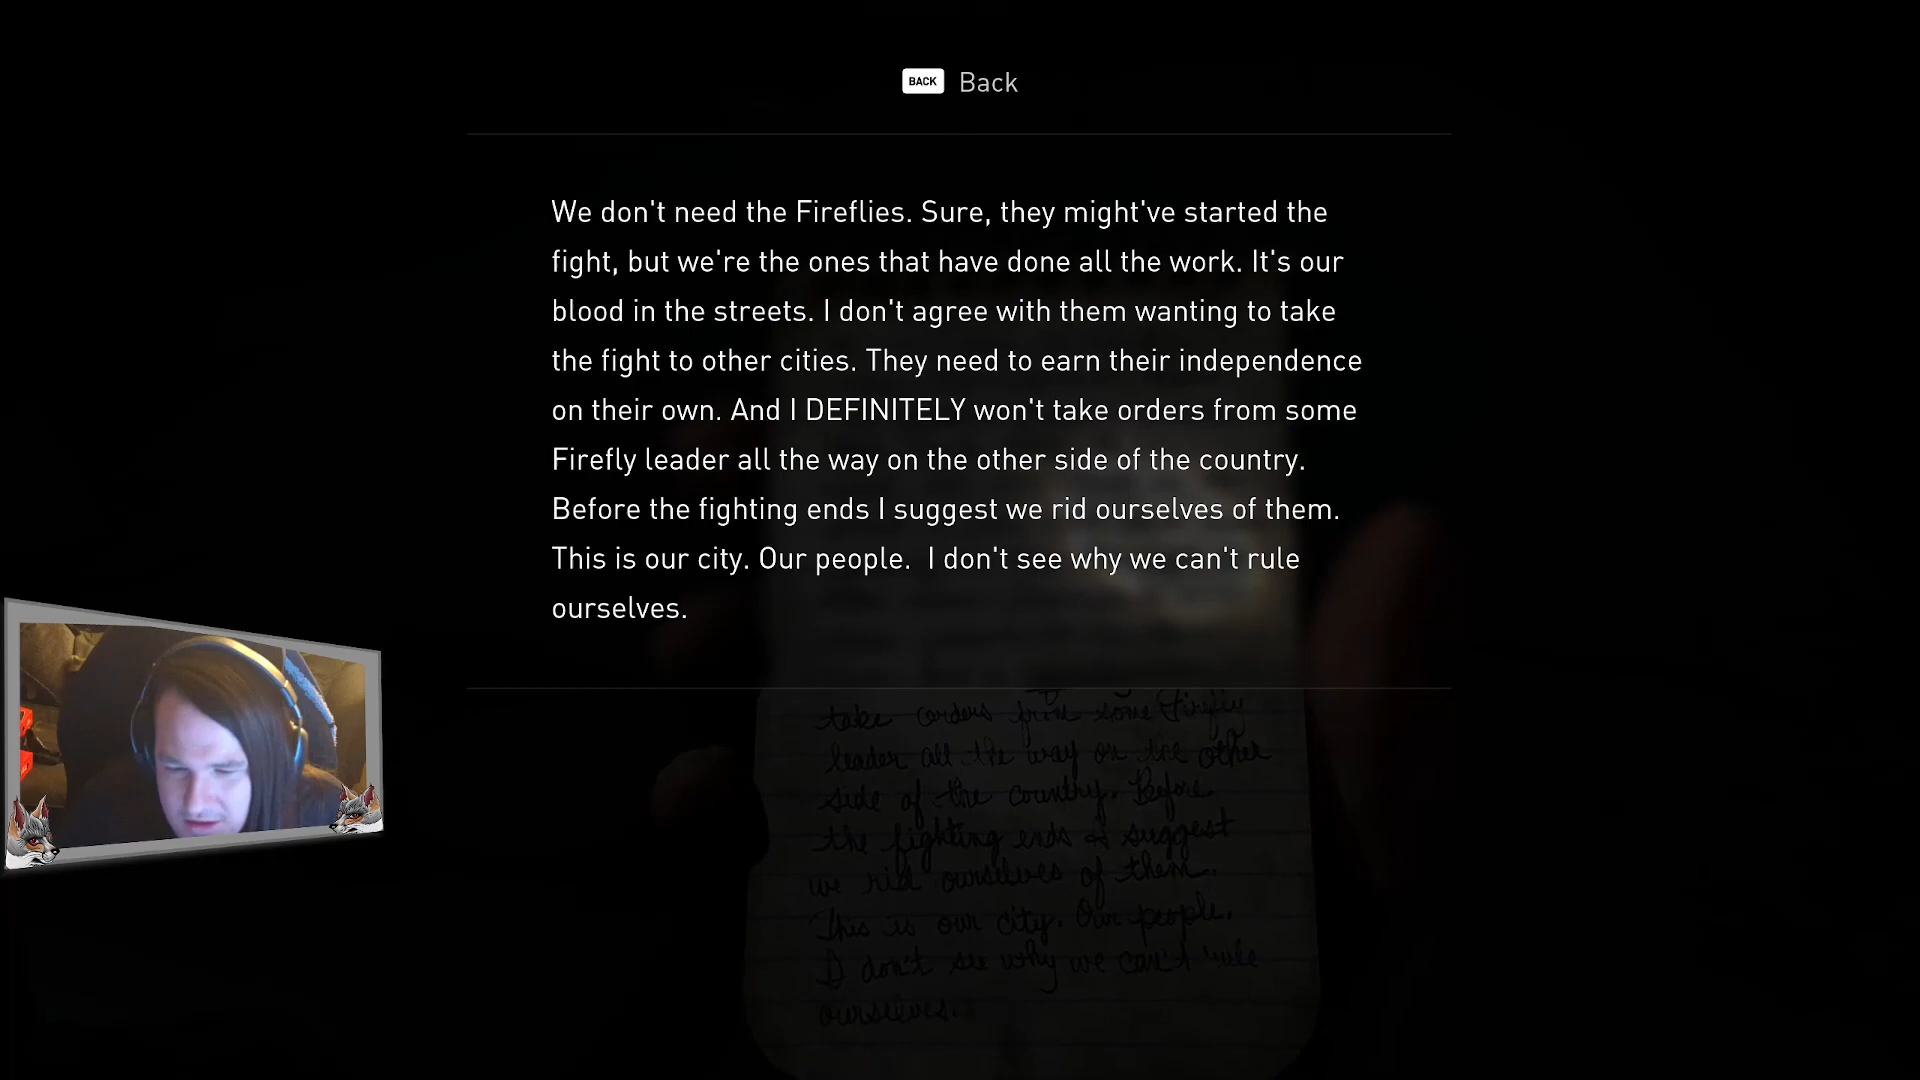 BACK Back
We don't need the Fireflies. Sure, they might've started the
fight, but we're the ones that have done all the work. It's our
blood in the streets. I don't agree with them wanting to take
the fight to other cities. They need to earn their independence
on their own. And I DEFINITELY won't take orders from some
Firefly leader all the way on the other side of the country.
Before the fighting ends I suggest we rid ourselves of them.
This is our city. Our people.  I don't see why we can't rule
ourselves.
take orders from some Firefly
leader all the way on the other
side of the country. Before
the fighting ends I suggest
we rid ourselves of them.
This is our city. Our people.
I don't see why we can't rule
ourselves.